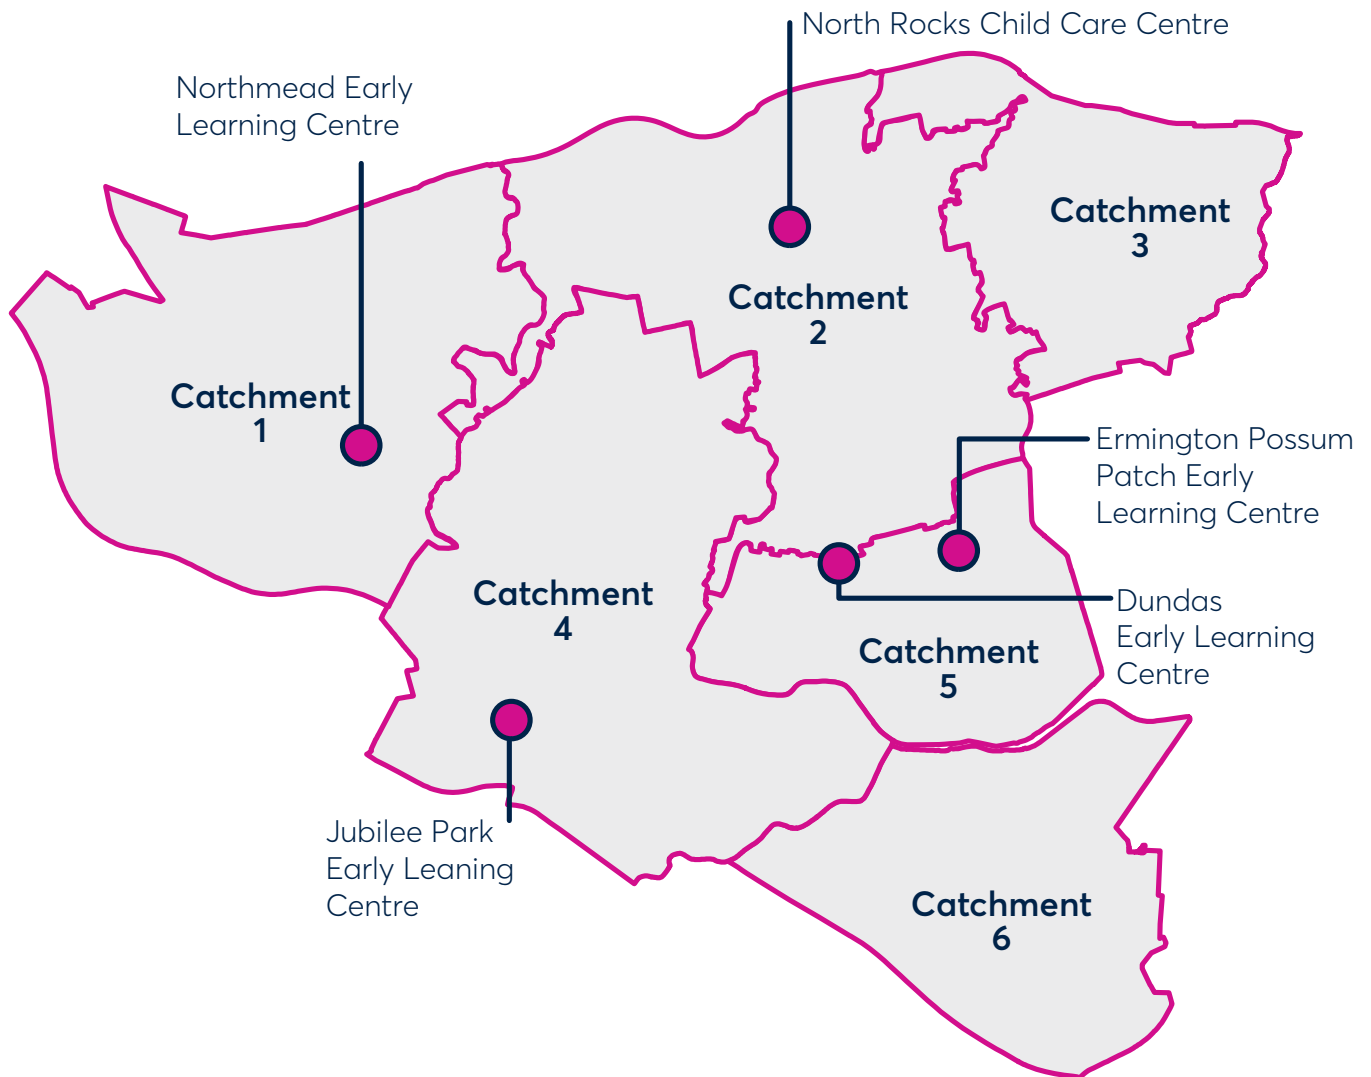 North Rocks Child Care Centre
Northmead Early
Learning Centre
Catchment
3
Catchment
2
Catchment
1
Ermington Possum
Patch Early
Learning Centre
Catchment
4
Dundas
Early Learning
Centre
Catchment
5
Jubilee Park
Early Leaning
Centre
Catchment
6